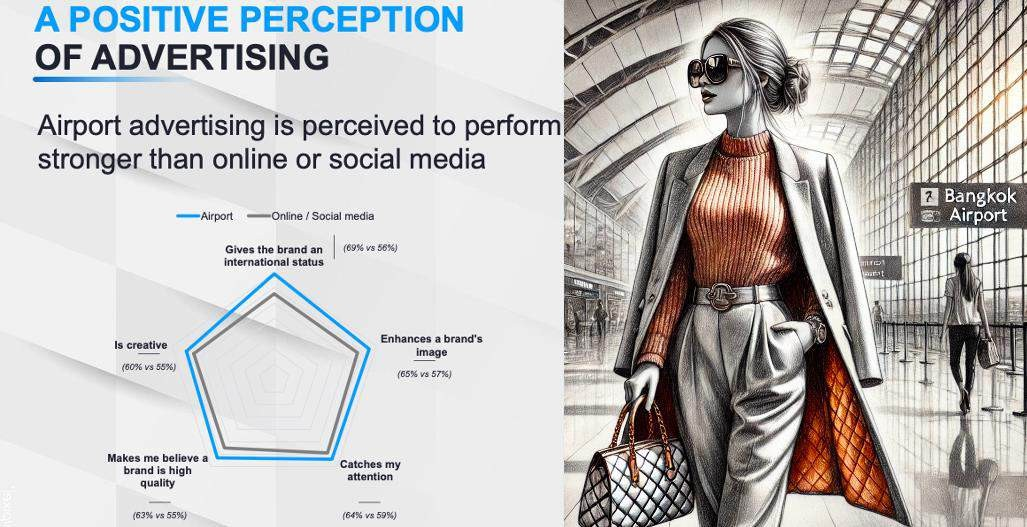 A POSITIVE PERCEPTION
OF ADVERTISING
Airport advertising is perceived to perform
stronger than online or social media
Airport
Online / Social media
Gives the brand an
international status
(69% vs 56%)
Enhances a brand's
image
(65% vs 57%)
Is creative
(60% vs 55%)
Makes me believe a
brand is high
quality
(63% vs 55%)
Catches my
attention
(64% vs 59%)
Bangkok
Airport